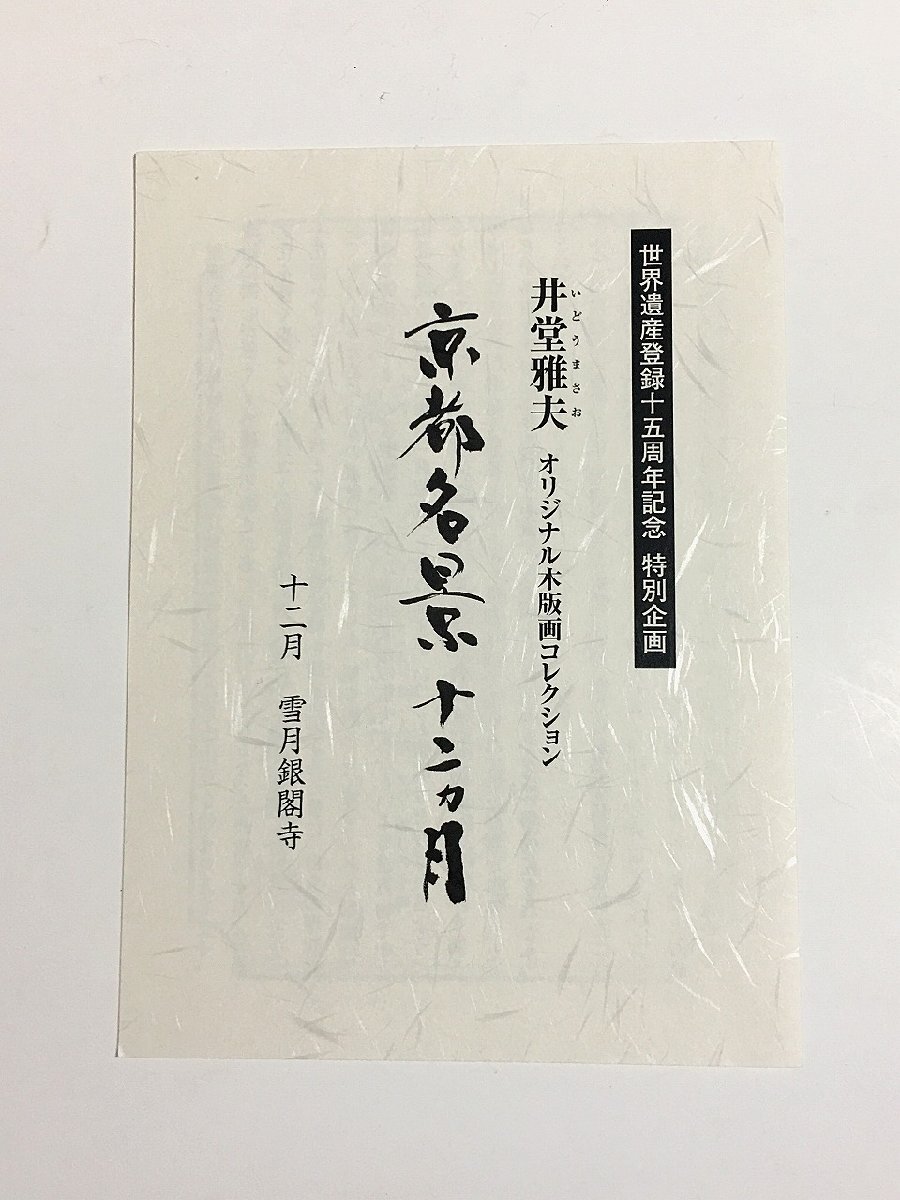 世界遺産登録十五周年記念 特別企画
いどうまさお
井堂雅夫 オリジナル木版画コレクション
京都名景十二ヵ月
十二月 雪月銀閣寺